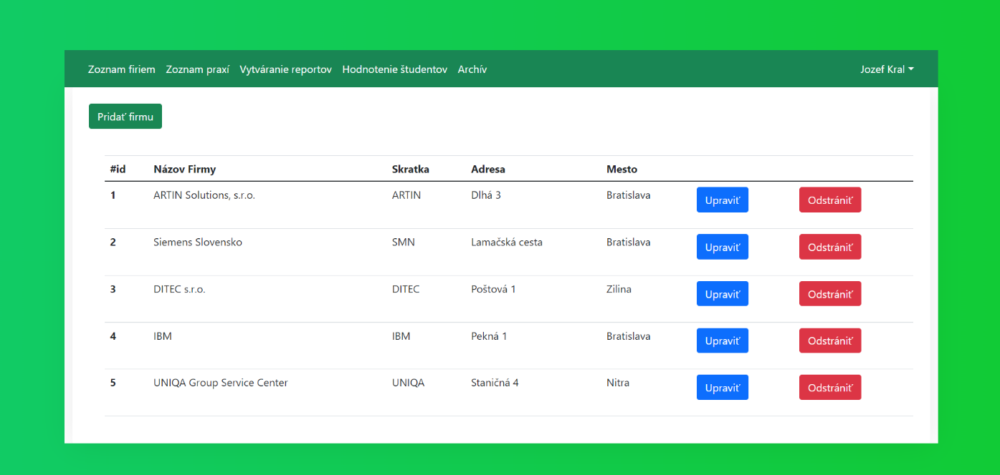 Zoznam firiem Zoznam praxí Vytváranie reportov Hodnotenie študentov Archív Jozef Kral
Pridať firmu
#id Názov Firmy Skratka Adresa Mesto
1 ARTIN Solutions, s.r.o. ARTIN Dlhá 3 Bratislava Upraviť Odstrániť
2 Siemens Slovensko SMN Lamačská cesta Bratislava Upraviť Odstrániť
3 DITEC s.r.o. DITEC Poštová 1 Zilina Upraviť Odstrániť
4 IBM IBM Pekná 1 Bratislava Upraviť Odstrániť
5 UNIQA Group Service Center UNIQA Staničná 4 Nitra Upraviť Odstrániť